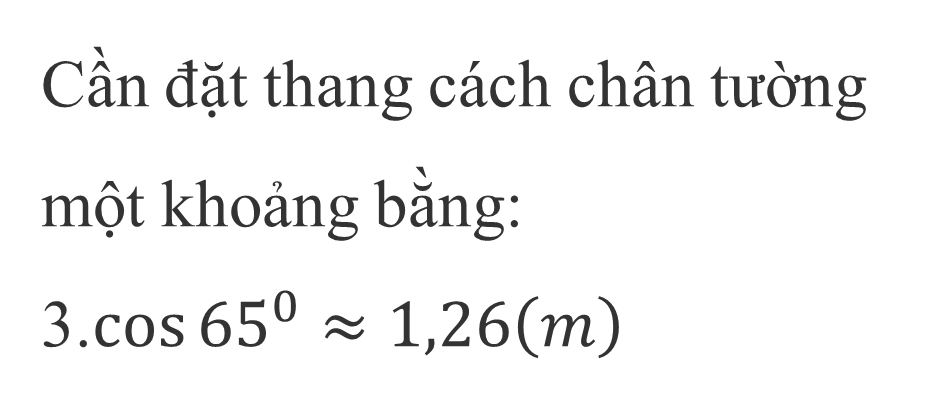 Cần đặt thang cách chân tường
một khoảng bằng:
3.cos 65⁰ ≈ 1,26(m)